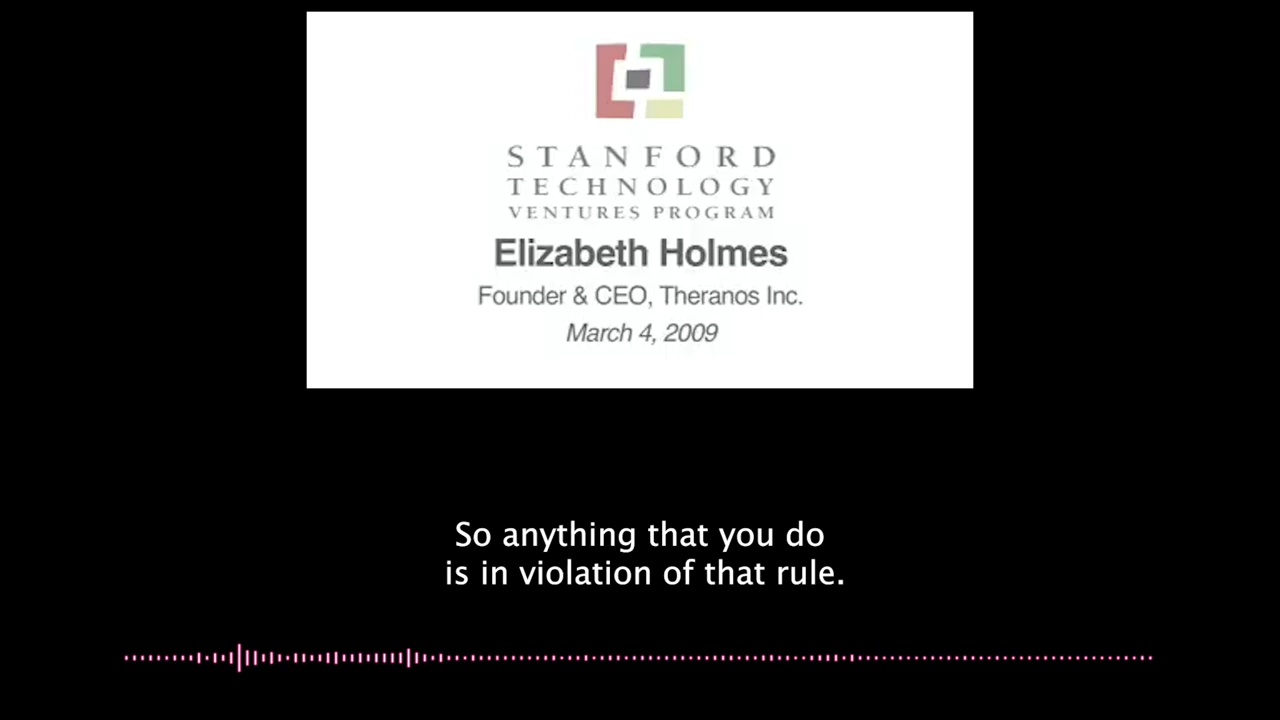 STANFORD
TECHNOLOGY
VENTURES PROGRAM
Elizabeth Holmes
Founder & CEO, Theranos Inc.
March 4, 2009
So anything that you do
is in violation of that rule.